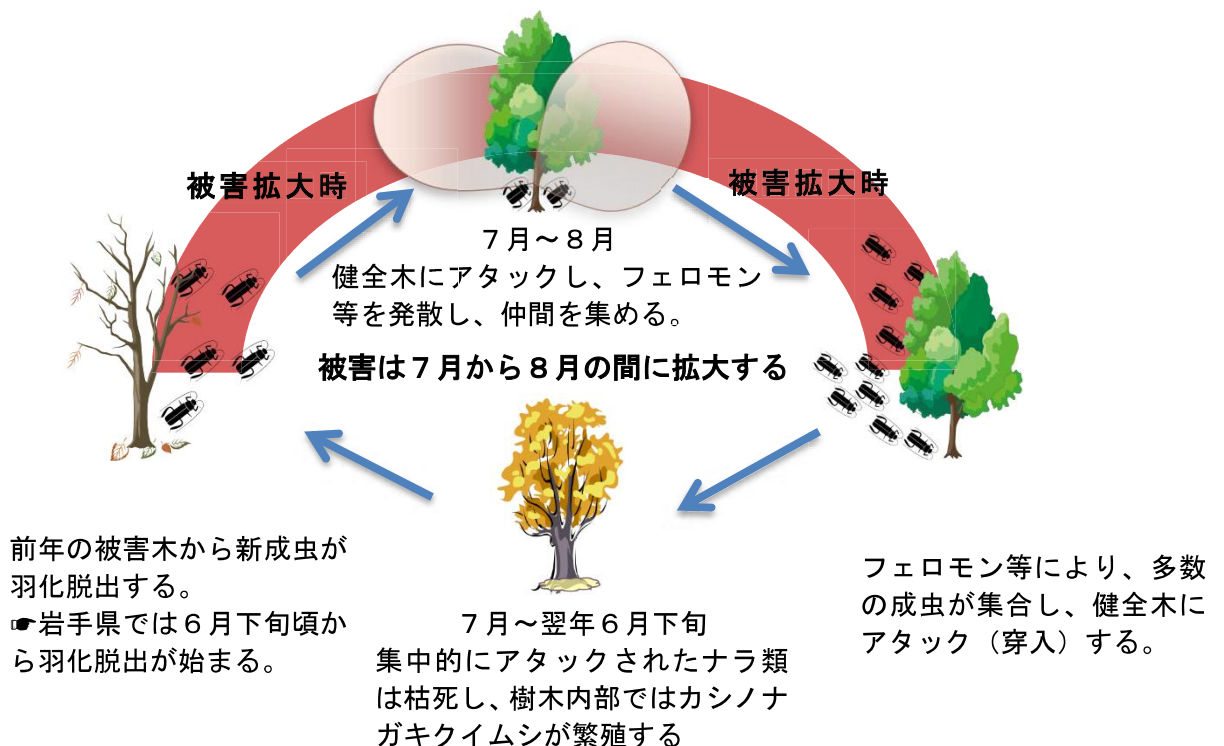 被害拡大時
被害拡大時
７月～８月
健全木にアタックし、フェロモン
等を発散し、仲間を集める。
被害は７月から８月の間に拡大する
前年の被害木から新成虫が
羽化脱出する。
☛岩手県では６月下旬頃か
ら羽化脱出が始まる。
７月～翌年６月下旬
集中的にアタックされたナラ類
は枯死し、樹木内部ではカシノナ
ガキクイムシが繁殖する
フェロモン等により、多数
の成虫が集合し、健全木に
アタック（穿入）する。